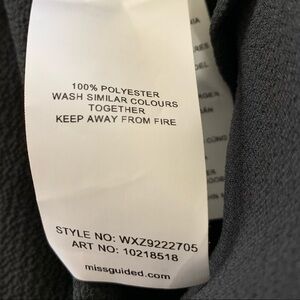 100% POLYESTER
WASH SIMILAR COLOURS
TOGETHER
KEEP AWAY FROM FIRE
STYLE NO: WXZ9222705
ART NO: 10218518
missguided.com